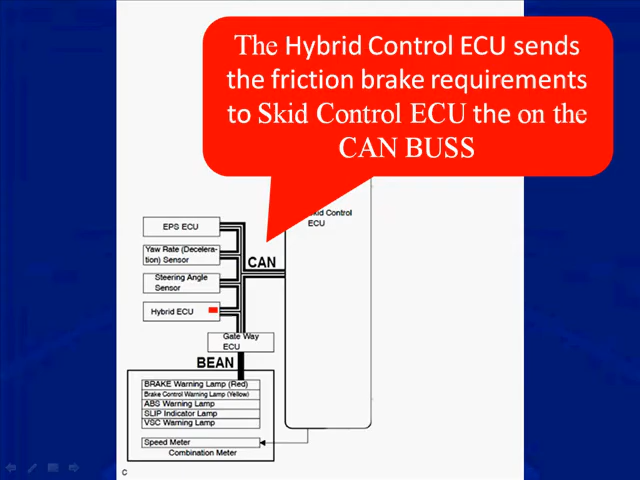 The Hybrid Control ECU sends
the friction brake requirements
to Skid Control ECU the on the
CAN BUSS
Skid Control
ECU
EPS ECU
Yaw Rate (Decelera-
tion) Sensor
CAN
Steering Angle
Sensor
Hybrid ECU
Gate Way
ECU
BEAN
BRAKE Warning Lamp (Red)
Brake Control Warning Lamp (Yellow)
ABS Warning Lamp
SLIP Indicator Lamp
VSC Warning Lamp
Speed Meter
Combination Meter
C